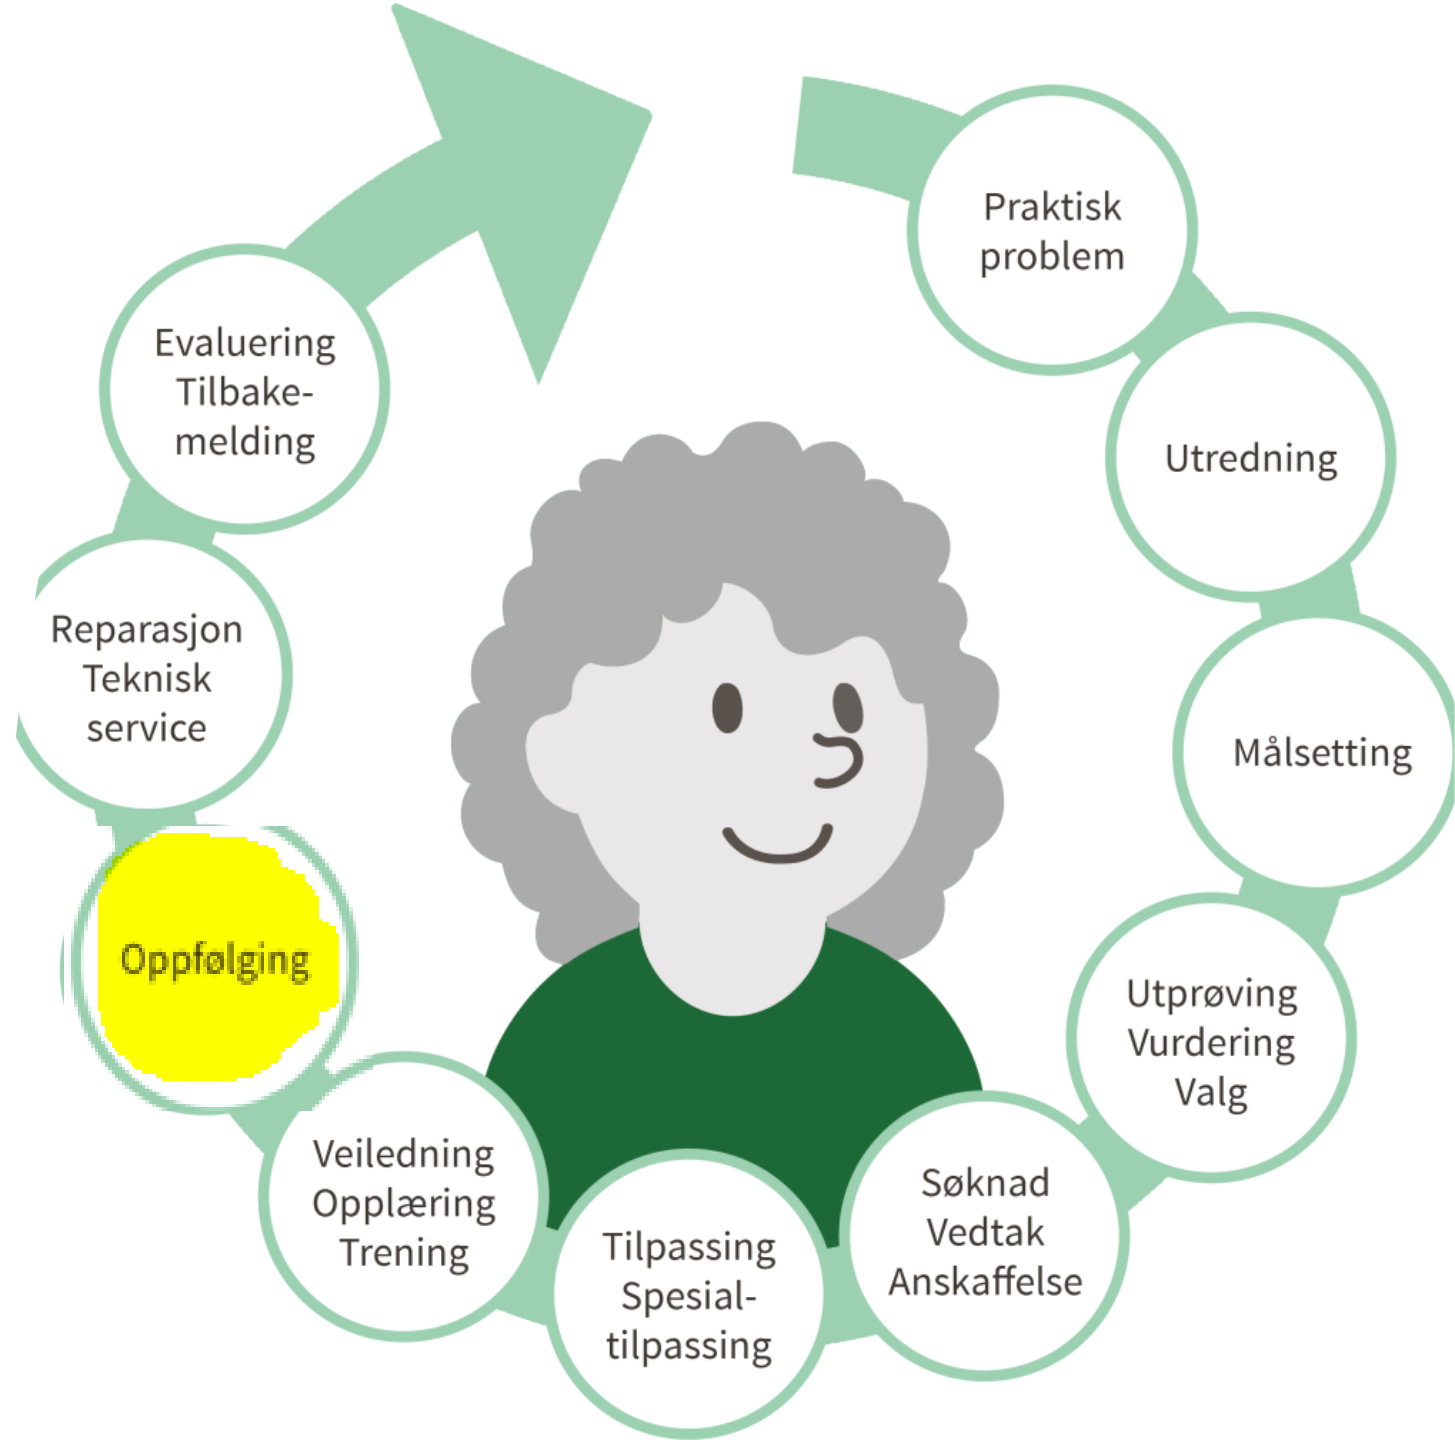 Praktisk
problem
Utredning
Målsetting
Utprøving
Vurdering
Valg
Søknad
Vedtak
Anskaffelse
Tilpassing
Spesial-
tilpassing
Veiledning
Opplæring
Trening
Oppfølging
Reparasjon
Teknisk
service
Evaluering
Tilbake-
melding